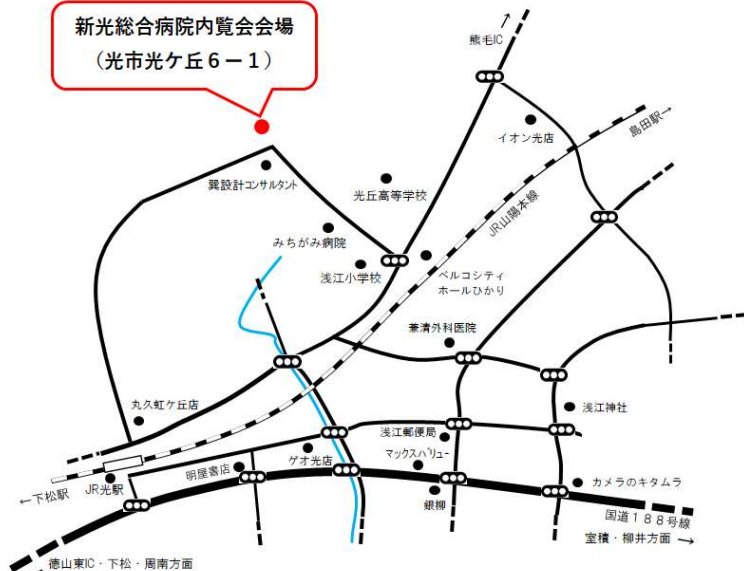 新光総合病院内覧会会場
（光市光ケ丘６－１）
熊毛IC
イオン光店
島田駅→
巽設計コンサルタント
光丘高等学校
JR山陽本線
みちがみ病院
浅江小学校
ベルコシティ
ホールひかり
兼清外科医院
丸久虹ケ丘店
浅江神社
浅江郵便局
ゲオ光店
マックスバリュー
明屋書店
←下松駅
JR光駅
カメラのキタムラ
銀柳
国道１８８号線
室積・柳井方面 →
徳山東IC・下松・周南方面